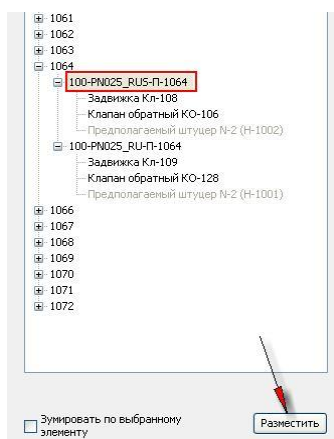 1061
1062
1063
1064
100-PN025_RUS-П-1064
Задвижка Кл-108
Клапан обратный КО-106
Предполагаемый штуцер N-2 (Н-1002)
100-PN025_RU-П-1064
Задвижка Кл-109
Клапан обратный КО-128
Предполагаемый штуцер N-2 (Н-1001)
1066
1067
1068
1069
1070
1071
1072
Зумировать по выбранному
элементу
Разместить